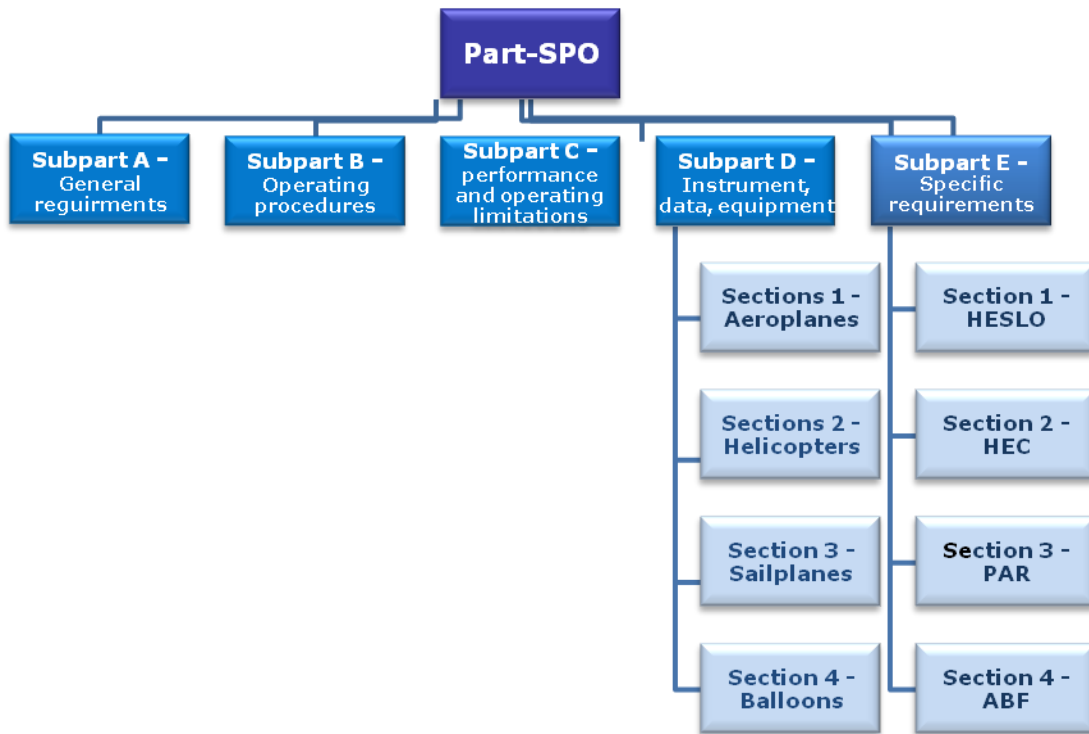 Part-SPO
Subpart A –
General
reguirments
Subpart B –
Operating
procedures
Subpart C –
performance
and operating
limitations
Subpart D –
Instrument,
data, equipment
Subpart E –
Specific
requirements
Sections 1 -
Aeroplanes
Sections 2 -
Helicopters
Section 3 -
Sailplanes
Section 4 -
Balloons
Section 1 -
HESLO
Section 2 -
HEC
Section 3 -
PAR
Section 4 -
ABF